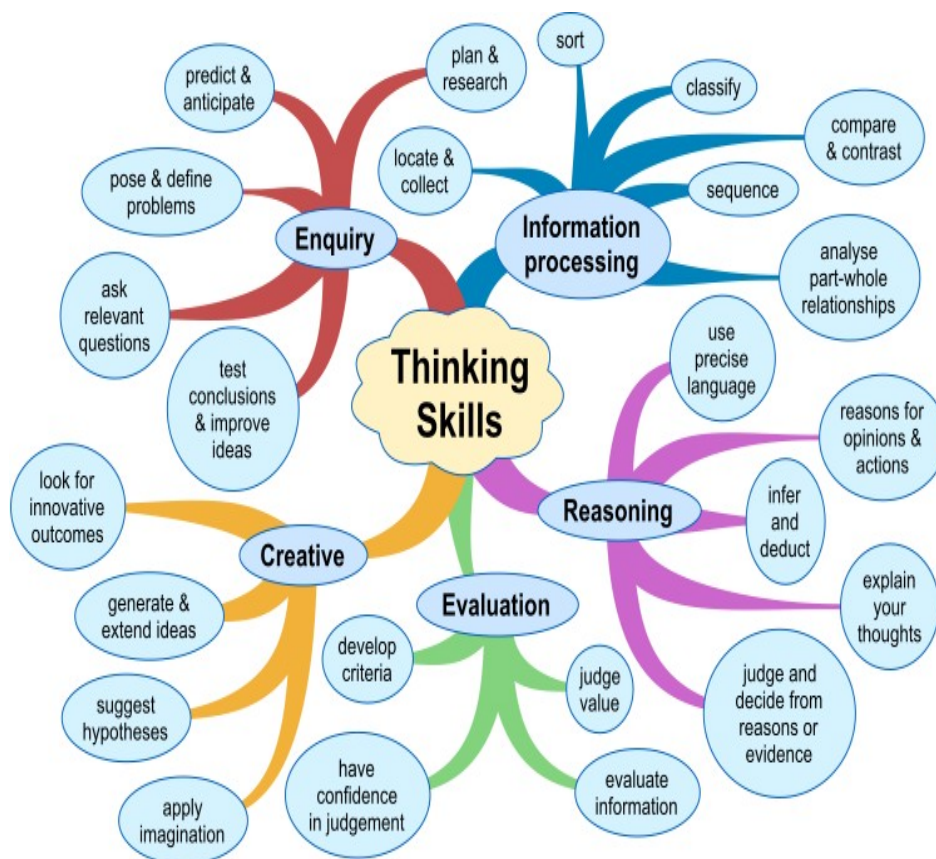 Thinking
Skills
Enquiry
predict &
anticipate
plan &
research
pose & define
problems
ask
relevant
questions
test
conclusions
& improve
ideas
Information
processing
sort
classify
compare
& contrast
locate &
collect
sequence
analyse
part-whole
relationships
Reasoning
use
precise
language
reasons for
opinions &
actions
infer
and
deduct
explain
your
thoughts
judge and
decide from
reasons or
evidence
Evaluation
develop
criteria
judge
value
have
confidence
in judgement
evaluate
information
Creative
look for
innovative
outcomes
generate &
extend ideas
suggest
hypotheses
apply
imagination